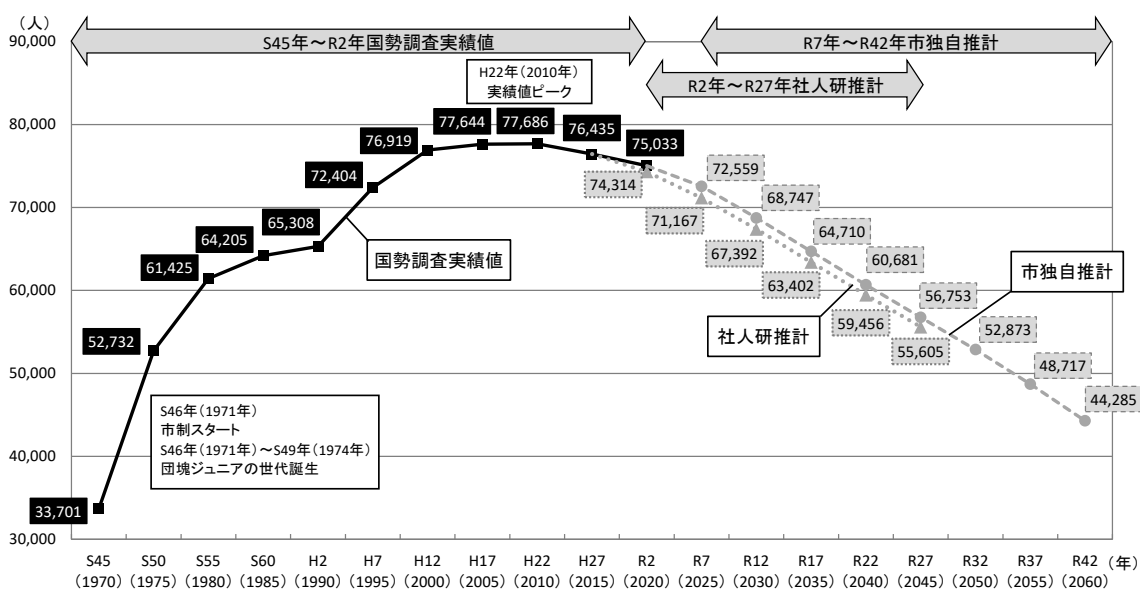 （人）
90,000
80,000
70,000
60,000
50,000
40,000
30,000
S45年～R2年国勢調査実績値
R7年～R42年市独自推計
R2年～R27年社人研推計
H22年（2010年）
実績値ピーク
33,701
52,732
61,425
64,205
65,308
72,404
76,919
77,644
77,686
76,435
75,033
74,314
71,167
67,392
63,402
59,456
55,605
72,559
68,747
64,710
60,681
56,753
52,873
48,717
44,285
国勢調査実績値
社人研推計
市独自推計
S46年（1971年）
市制スタート
S46年（1971年）～S49年（1974年）
団塊ジュニアの世代誕生
S45 S50 S55 S60 H2 H7 H12 H17 H22 H27 R2 R7 R12 R17 R22 R27 R32 R37 R42 （年）
（1970） （1975） （1980） （1985） （1990） （1995） （2000） （2005） （2010） （2015） （2020） （2025） （2030） （2035） （2040） （2045） （2050） （2055） （2060）